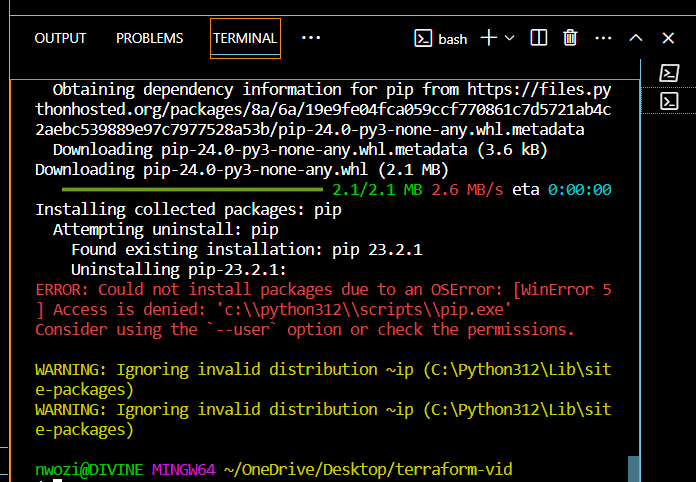 OUTPUT PROBLEMS TERMINAL ··· bash
Obtaining dependency information for pip from https://files.py
thonhosted.org/packages/8a/6a/19e9fe04fca059ccf770861c7d5721ab4c
2aebc539889e97c7977528a53b/pip-24.0-py3-none-any.whl.metadata
Downloading pip-24.0-py3-none-any.whl.metadata (3.6 kB)
Downloading pip-24.0-py3-none-any.whl (2.1 MB)
2.1/2.1 MB 2.6 MB/s eta 0:00:00
Installing collected packages: pip
Attempting uninstall: pip
Found existing installation: pip 23.2.1
Uninstalling pip-23.2.1:
ERROR: Could not install packages due to an OSError: [WinError 5
] Access is denied: 'c:\\python312\\scripts\\pip.exe'
Consider using the `--user` option or check the permissions.
WARNING: Ignoring invalid distribution ~ip (C:\Python312\Lib\sit
e-packages)
WARNING: Ignoring invalid distribution ~ip (C:\Python312\Lib\sit
e-packages)
nwozi@DIVINE MINGW64 ~/OneDrive/Desktop/terraform-vid